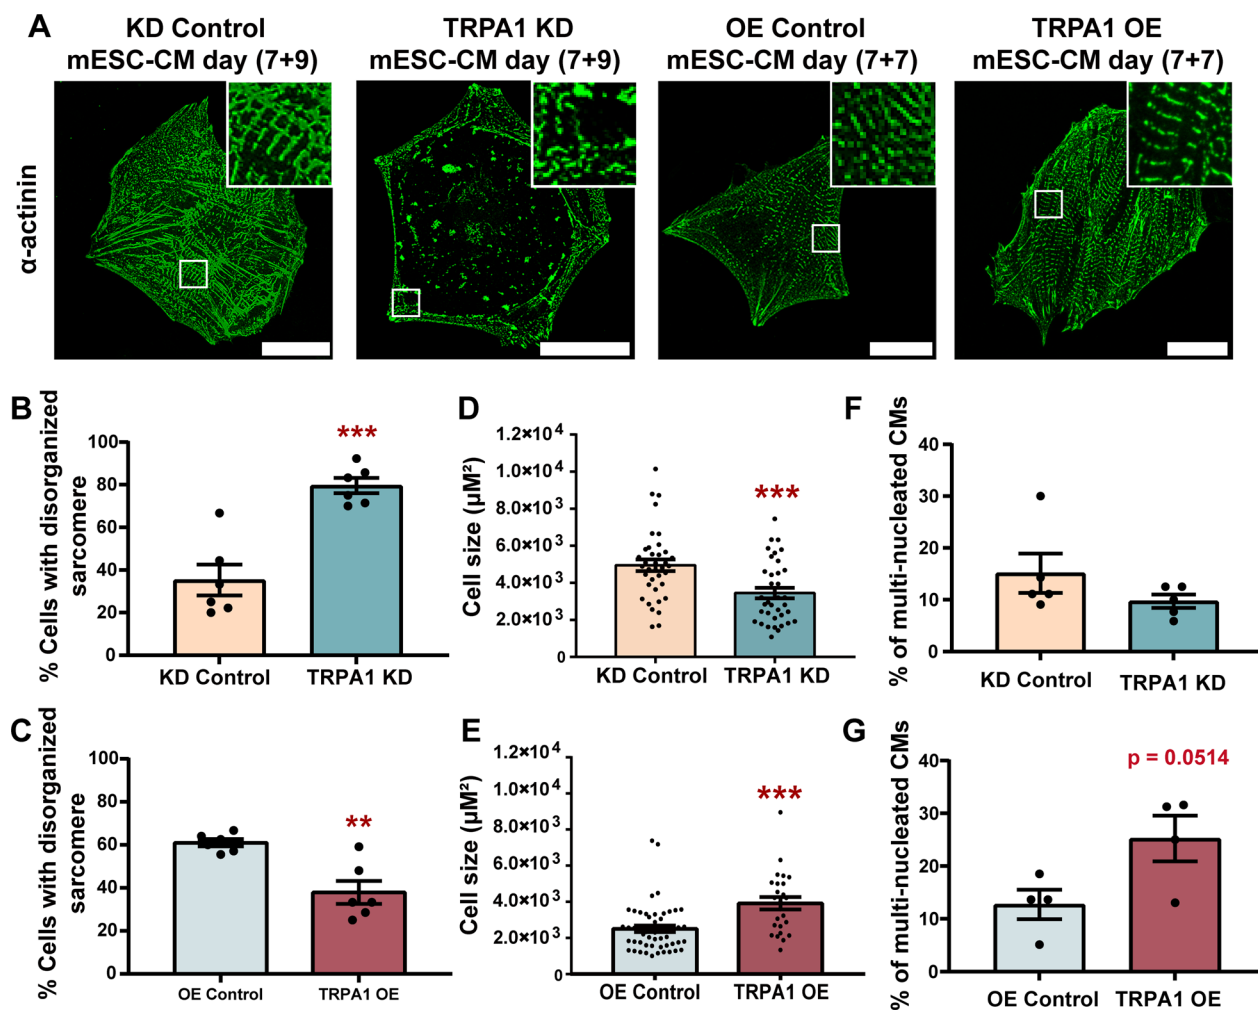 A
KD Control
mESC-CM day (7+9)
TRPA1 KD
mESC-CM day (7+9)
OE Control
mESC-CM day (7+7)
TRPA1 OE
mESC-CM day (7+7)
α-actinin
B
% Cells with disorganized
sarcomere
100
80
60
40
20
0
***
KD Control
TRPA1 KD
D
Cell size (µM²)
1.2×10⁴
1.0×10⁴
8.0×10³
6.0×10³
4.0×10³
2.0×10³
0
***
KD Control
TRPA1 KD
F
% of multi-nucleated CMs
40
30
20
10
0
KD Control
TRPA1 KD
C
% Cells with disorganized
sarcomere
100
80
60
40
20
0
**
OE Control
TRPA1 OE
E
Cell size (µM²)
1.2×10⁴
1.0×10⁴
8.0×10³
6.0×10³
4.0×10³
2.0×10³
0
***
OE Control
TRPA1 OE
G
% of multi-nucleated CMs
40
30
20
10
0
p = 0.0514
OE Control
TRPA1 OE